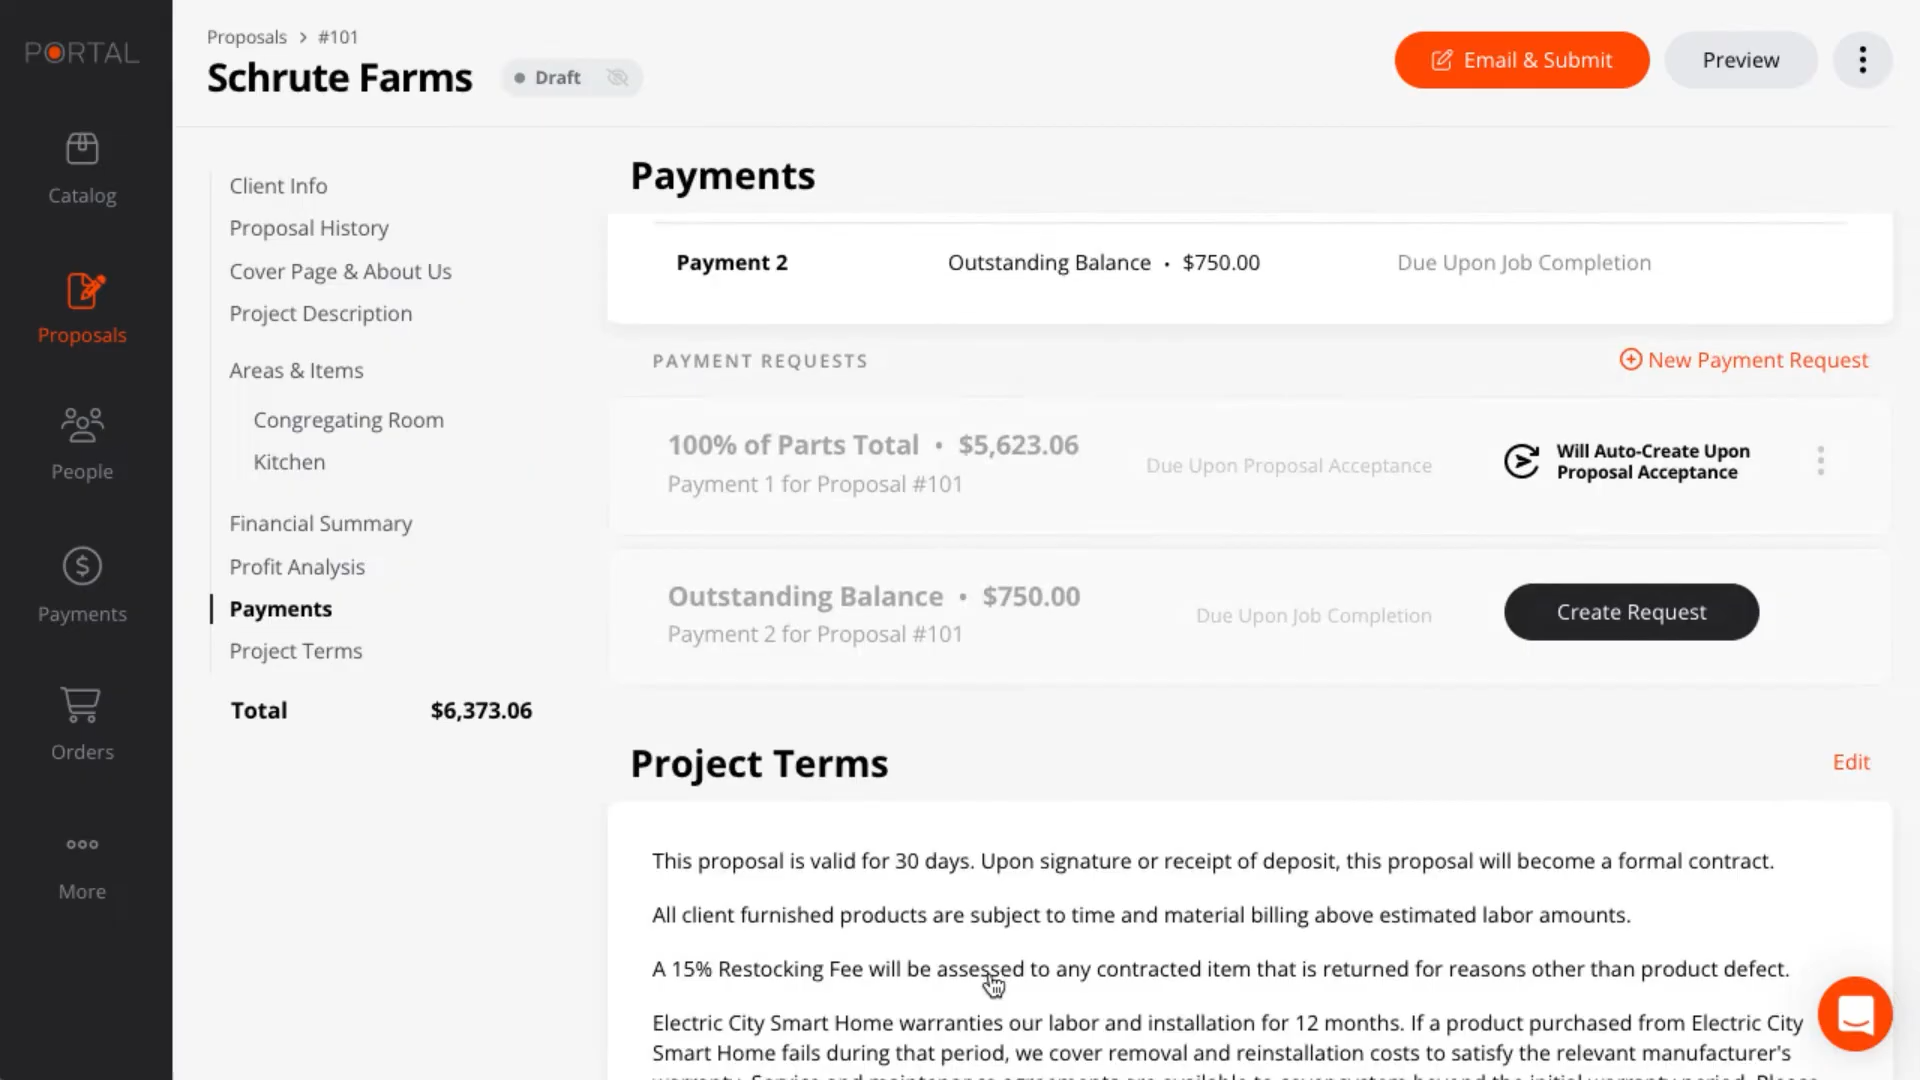 PORTAL
Catalog
Proposals
People
Payments
Orders
More
Proposals > #101
Schrute Farms
Draft
Email & Submit
Preview
Client Info
Proposal History
Cover Page & About Us
Project Description
Areas & Items
Congregating Room
Kitchen
Financial Summary
Profit Analysis
Payments
Project Terms
Total $6,373.06
Payments
Payment 2 Outstanding Balance · $750.00 Due Upon Job Completion
PAYMENT REQUESTS
New Payment Request
100% of Parts Total • $5,623.06
Payment 1 for Proposal #101
Due Upon Proposal Acceptance
Will Auto-Create Upon
Proposal Acceptance
Outstanding Balance • $750.00
Payment 2 for Proposal #101
Due Upon Job Completion
Create Request
Project Terms
Edit
This proposal is valid for 30 days. Upon signature or receipt of deposit, this proposal will become a formal contract.
All client furnished products are subject to time and material billing above estimated labor amounts.
A 15% Restocking Fee will be assessed to any contracted item that is returned for reasons other than product defect.
Electric City Smart Home warranties our labor and installation for 12 months. If a product purchased from Electric City
Smart Home fails during that period, we cover removal and reinstallation costs to satisfy the relevant manufacturer's